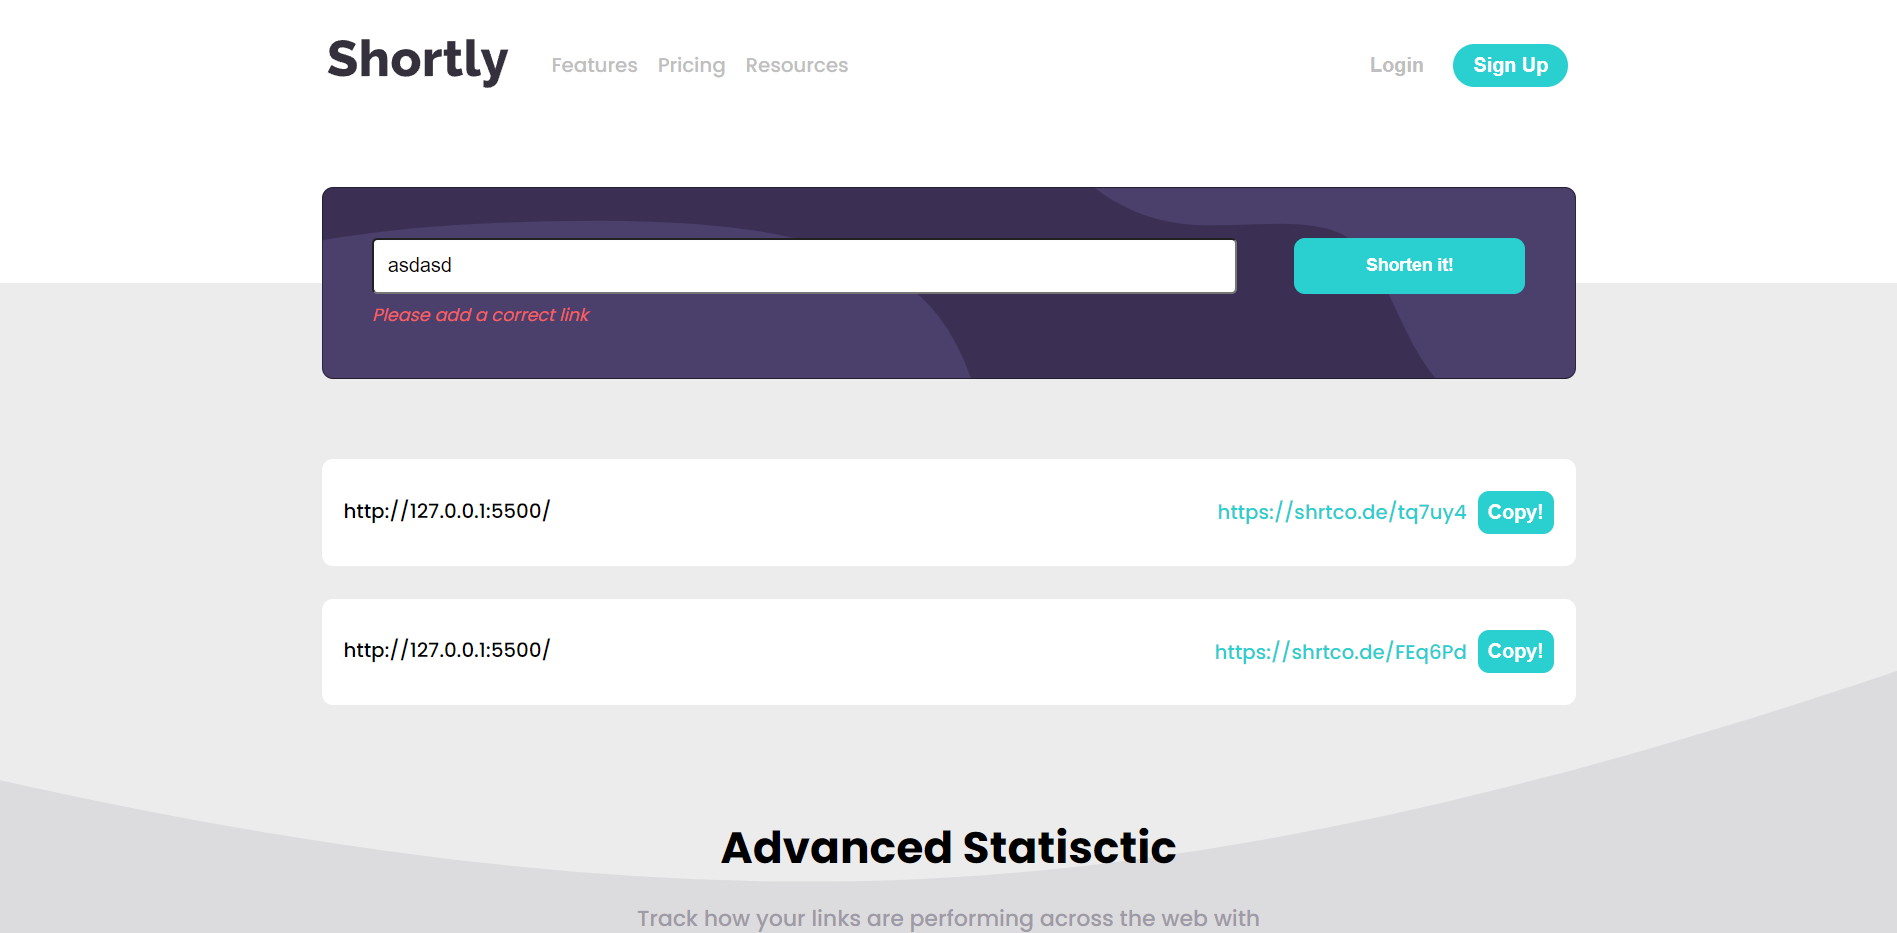 Shortly
Features Pricing Resources
Login
Sign Up
asdasd
Shorten it!
Please add a correct link
http://127.0.0.1:5500/
https://shrtco.de/tq7uy4
Copy!
http://127.0.0.1:5500/
https://shrtco.de/FEq6Pd
Copy!
Advanced Statisctic
Track how your links are performing across the web with